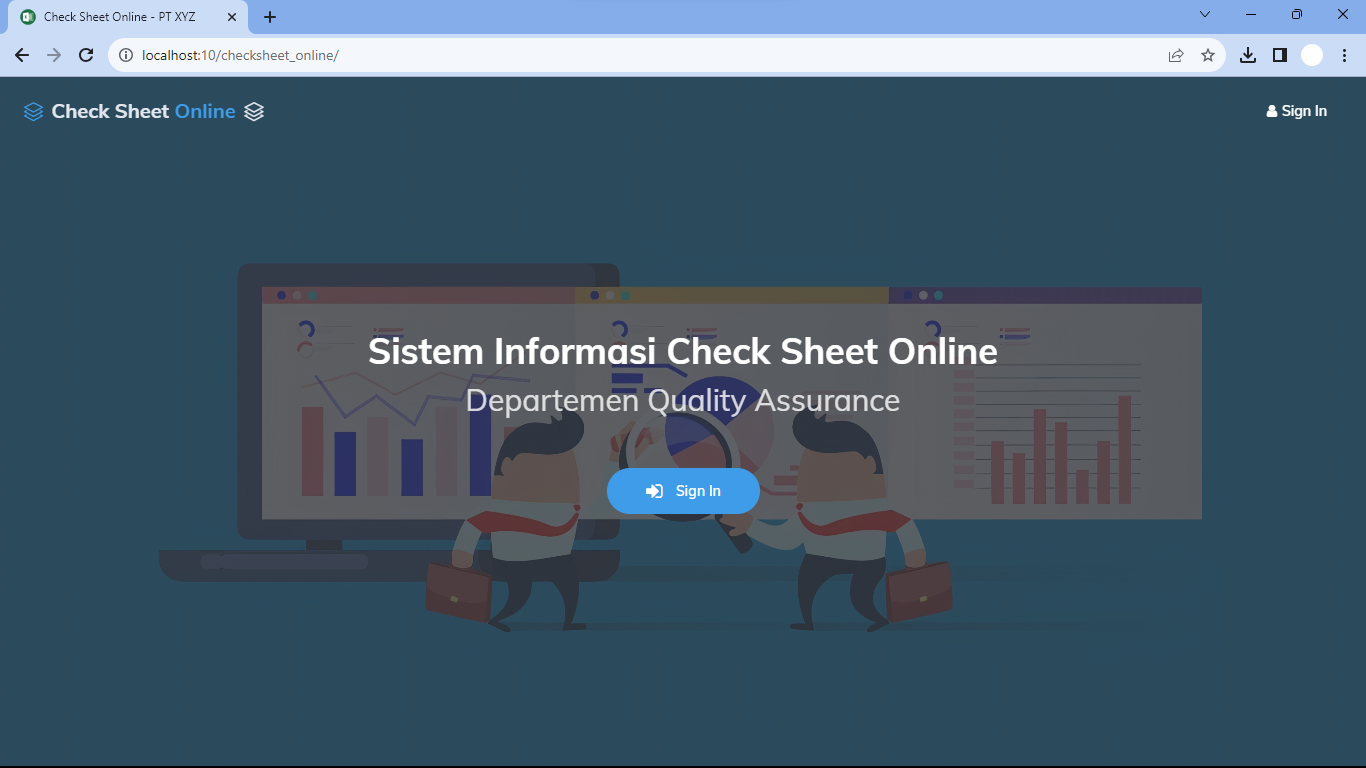 Check Sheet Online - PT XYZ
localhost:10/checksheet_online/
Check Sheet Online
Sign In
Sistem Informasi Check Sheet Online
Departemen Quality Assurance
Sign In